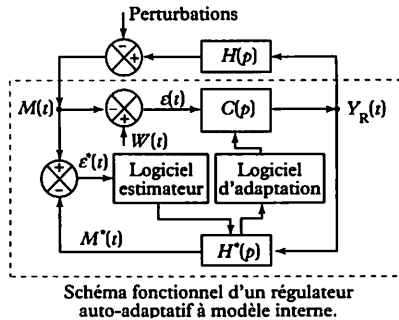 Perturbations
−
+
H(p)
M(t)
−
+
ε(t)
C(p)
Y_R(t)
W(t)
+
−
ε*(t)
Logiciel
estimateur
Logiciel
d'adaptation
M*(t)
H*(p)
Schéma fonctionnel d'un régulateur
auto-adaptatif à modèle interne.